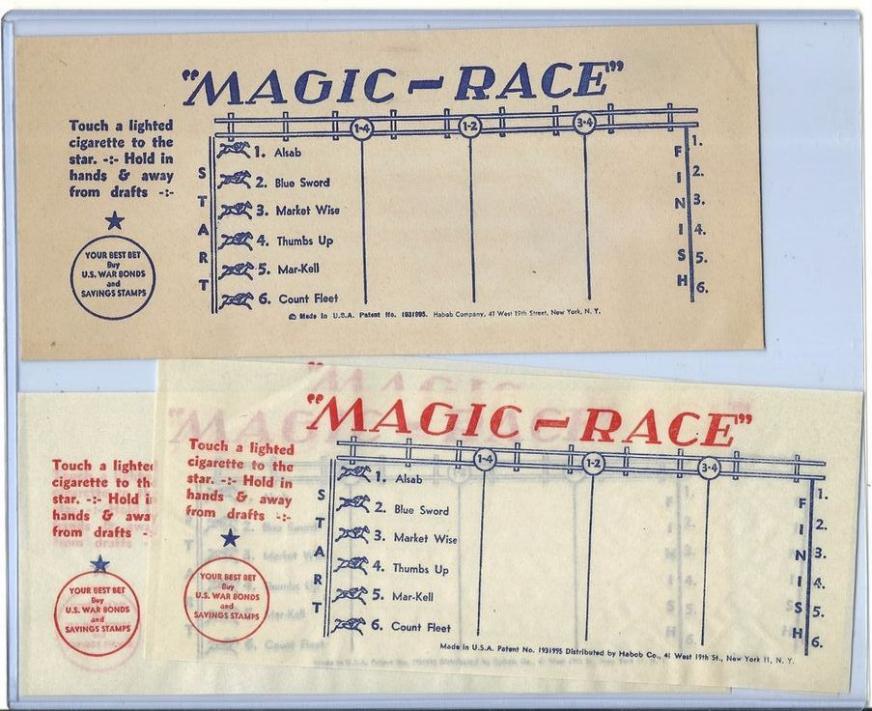 "MAGIC - RACE"
Touch a lighted
cigarette to the
star. -:- Hold in
hands & away
from drafts -:-
YOUR BEST BET
Buy
U.S. WAR BONDS
and
SAVINGS STAMPS
START
1-4
1-2
3-4
1. Alsab
2. Blue Sword
3. Market Wise
4. Thumbs Up
5. Mar-Kell
6. Count Fleet
FINISH
1.
2.
3.
4.
5.
6.
© Made in U.S.A. Patent No. 1931995. Habob Company, 41 West 19th Street, New York, N. Y.
"MAGIC - RACE"
Touch a lighted
cigarette to the
star. -:- Hold in
hands & away
from drafts -:-
YOUR BEST BET
Buy
U.S. WAR BONDS
and
SAVINGS STAMPS
START
1-4
1-2
3-4
1. Alsab
2. Blue Sword
3. Market Wise
4. Thumbs Up
5. Mar-Kell
6. Count Fleet
FINISH
1.
2.
3.
4.
5.
6.
Made in U.S.A. Patent No. 1931995 Distributed by Habob Co., 41 West 19th St., New York 11, N. Y.
Touch a lighted
cigarette to th
star. -:- Hold i
hands & awa
from drafts -:
YOUR BEST BET
Buy
U.S. WAR BONDS
and
SAVINGS STAMPS